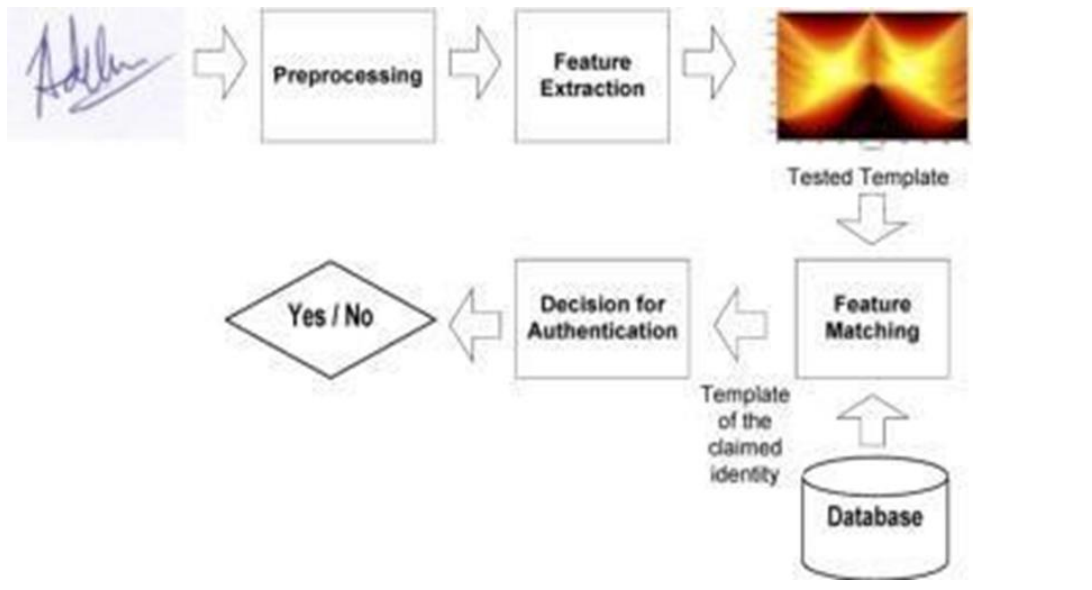 Preprocessing
Feature
Extraction
Tested Template
Feature
Matching
Decision for
Authentication
Yes / No
Template
of the
claimed
identity
Database